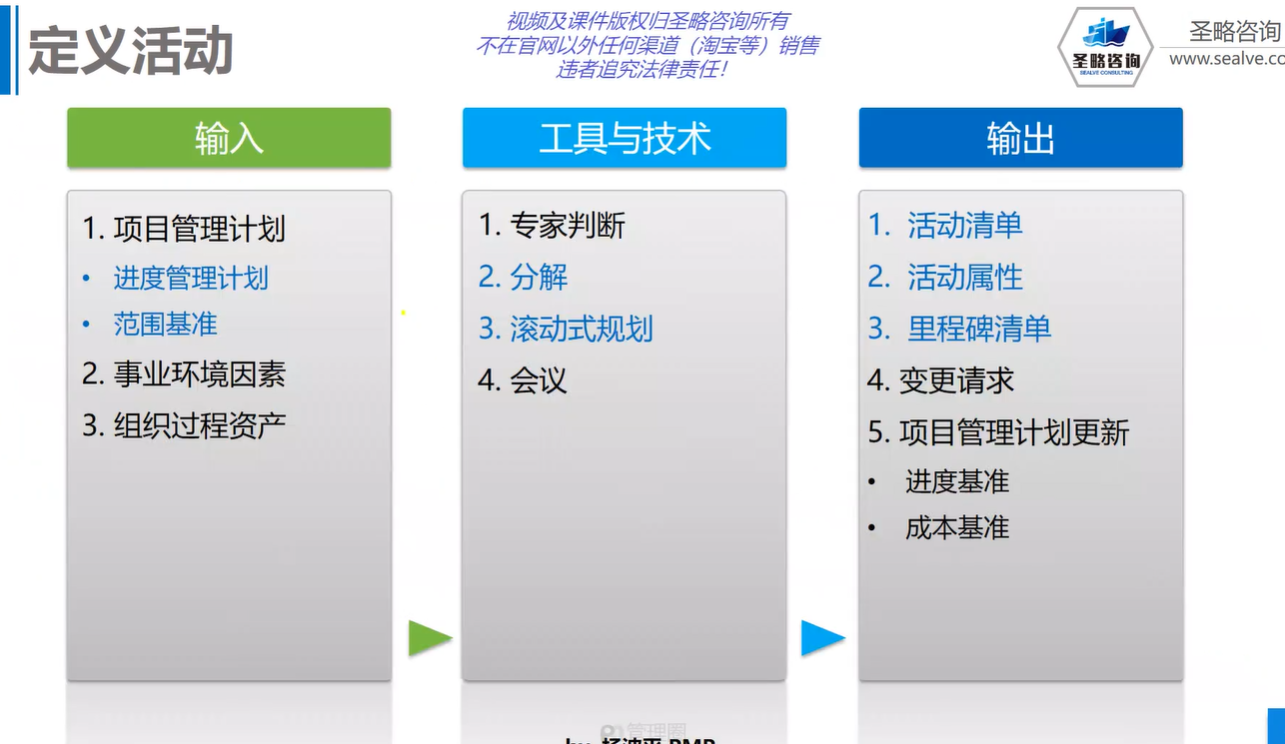 定义活动
视频及课件版权归圣略咨询所有
不在官网以外任何渠道（淘宝等）销售
违者追究法律责任！
圣略咨询
SEALVE CONSULTING
圣略咨询
www.sealve.co
输入
1. 项目管理计划
• 进度管理计划
• 范围基准
2. 事业环境因素
3. 组织过程资产
工具与技术
1. 专家判断
2. 分解
3. 滚动式规划
4. 会议
输出
1. 活动清单
2. 活动属性
3. 里程碑清单
4. 变更请求
5. 项目管理计划更新
• 进度基准
• 成本基准
管理圈